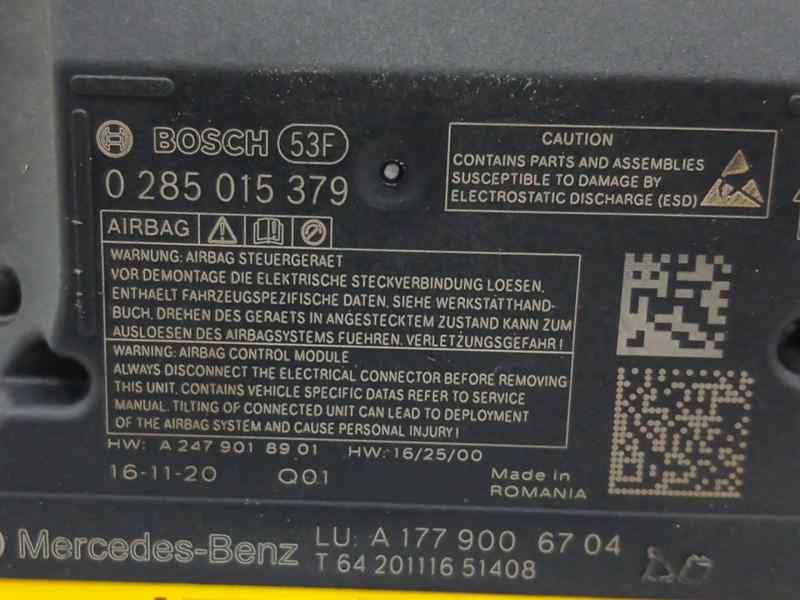 BOSCH 53F
0 285 015 379
AIRBAG
CAUTION
CONTAINS PARTS AND ASSEMBLIES
SUSCEPTIBLE TO DAMAGE BY
ELECTROSTATIC DISCHARGE (ESD)
WARNUNG: AIRBAG STEUERGERAET
VOR DEMONTAGE DIE ELEKTRISCHE STECKVERBINDUNG LOESEN.
ENTHAELT FAHRZEUGSPEZIFISCHE DATEN. SIEHE WERKSTÄTTHAND-
BUCH. DREHEN DES GERAETS IN ANGESTECKTEM ZUSTAND KANN ZUM
AUSLOESEN DES AIRBAGSYSTEMS FUEHREN. VERLETZUNGSGEFAHR!
WARNING: AIRBAG CONTROL MODULE
ALWAYS DISCONNECT THE ELECTRICAL CONNECTOR BEFORE REMOVING
THIS UNIT. CONTAINS VEHICLE SPECIFIC DATAS REFER TO SERVICE
MANUAL. TILTING OF CONNECTED UNIT CAN LEAD TO DEPLOYMENT
OF THE AIRBAG SYSTEM AND CAUSE PERSONAL INJURY!
HW: A 247 901 89 01 HW: 16/25/00
16-11-20 Q01
Made in
ROMANIA
Mercedes-Benz LU: A 177 900 67 04
T 64 201116 51408